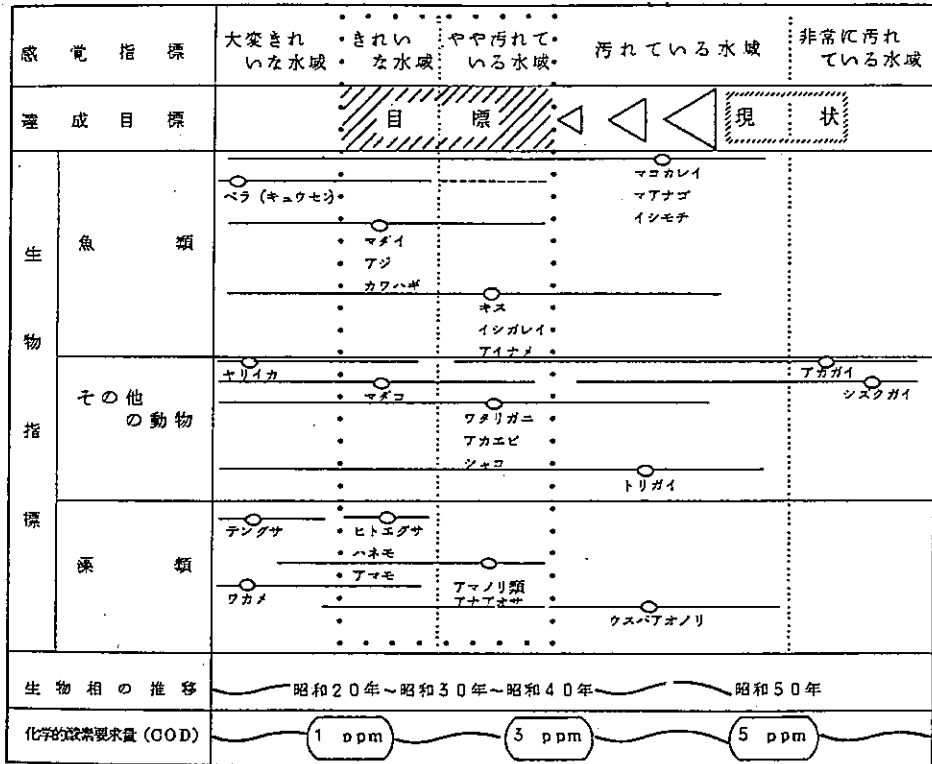 感覚指標
大変きれ
いな水域
きれい
な水域
やや汚れて
いる水域
汚れている水域
非常に汚れ
ている水域
達成目標
目標
現状
生物指標
魚類
マコカレイ
マアナゴ
イシモチ
ベラ(キュウセン)
マダイ
アジ
カワハギ
キス
イシガレイ
アイナメ
その他
の動物
ヤリイカ
アカガイ
マダコ
シズクガイ
ワタリガニ
アカエビ
シャコ
トリガイ
藻類
テングサ
ヒトエグサ
ハネモ
アマモ
アマノリ類
アナアオサ
ワカメ
ウスバアオノリ
生物相の推移
昭和20年~昭和30年~昭和40年
昭和50年
化学的酸素要求量(COD)
1 ppm
3 ppm
5 ppm